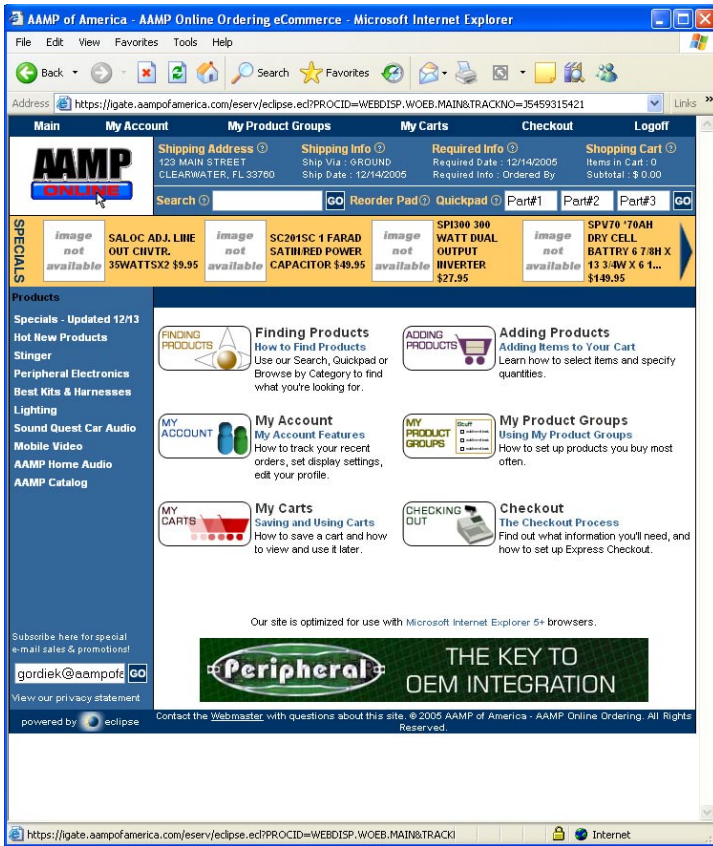 AAMP of America - AAMP Online Ordering eCommerce - Microsoft Internet Explorer
File Edit View Favorites Tools Help
Back Search Favorites
Address https://igate.aampofamerica.com/eserv/eclipse.ecl?PROCID=WEBDISP.WOEB.MAIN&TRACKNO=J5459315421 Links »
Main My Account My Product Groups My Carts Checkout Logoff
AAMP
ONLINE
Shipping Address
123 MAIN STREET
CLEARWATER, FL 33760
Shipping Info
Ship Via : GROUND
Ship Date : 12/14/2005
Required Info
Required Date : 12/14/2005
Required Info : Ordered By
Shopping Cart
Items in Cart : 0
Subtotal : $ 0.00
Search GO Reorder Pad Quickpad Part#1 Part#2 Part#3 GO
SPECIALS
image not available
SALOC ADJ. LINE
OUT CNVTR.
35WATTSX2 $9.95
image not available
SC201SC 1 FARAD
SATIN/RED POWER
CAPACITOR $49.95
image not available
SPI300 300
WATT DUAL
OUTPUT
INVERTER
$27.95
image not available
SPV70 *70AH
DRY CELL
BATTRY 6 7/8H X
13 3/4W X 6 1...
$149.95
Products
Specials - Updated 12/13
Hot New Products
Stinger
Peripheral Electronics
Best Kits & Harnesses
Lighting
Sound Quest Car Audio
Mobile Video
AAMP Home Audio
AAMP Catalog
FINDING
PRODUCTS
Finding Products
How to Find Products
Use our Search, Quickpad or
Browse by Category to find
what you're looking for.
ADDING
PRODUCTS
Adding Products
Adding Items to Your Cart
Learn how to select items and specify
quantities.
MY
ACCOUNT
My Account
My Account Features
How to track your recent
orders, set display settings,
edit your profile.
MY
PRODUCT
GROUPS
Stuff
My Product Groups
Using My Product Groups
How to set up products you buy most
often.
MY
CARTS
My Carts
Saving and Using Carts
How to save a cart and how
to view and use it later.
CHECKING
OUT
Checkout
The Checkout Process
Find out what information you'll need, and
how to set up Express Checkout.
Our site is optimized for use with Microsoft Internet Explorer 5+ browsers.
Subscribe here for special
e-mail sales & promotions!
gordiek@aampofa GO
View our privacy statement
Peripheral
THE KEY TO
OEM INTEGRATION
powered by eclipse
Contact the Webmaster with questions about this site. © 2005 AAMP of America - AAMP Online Ordering. All Rights
Reserved.
https://igate.aampofamerica.com/eserv/eclipse.ecl?PROCID=WEBDISP.WOEB.MAIN&TRACKI Internet